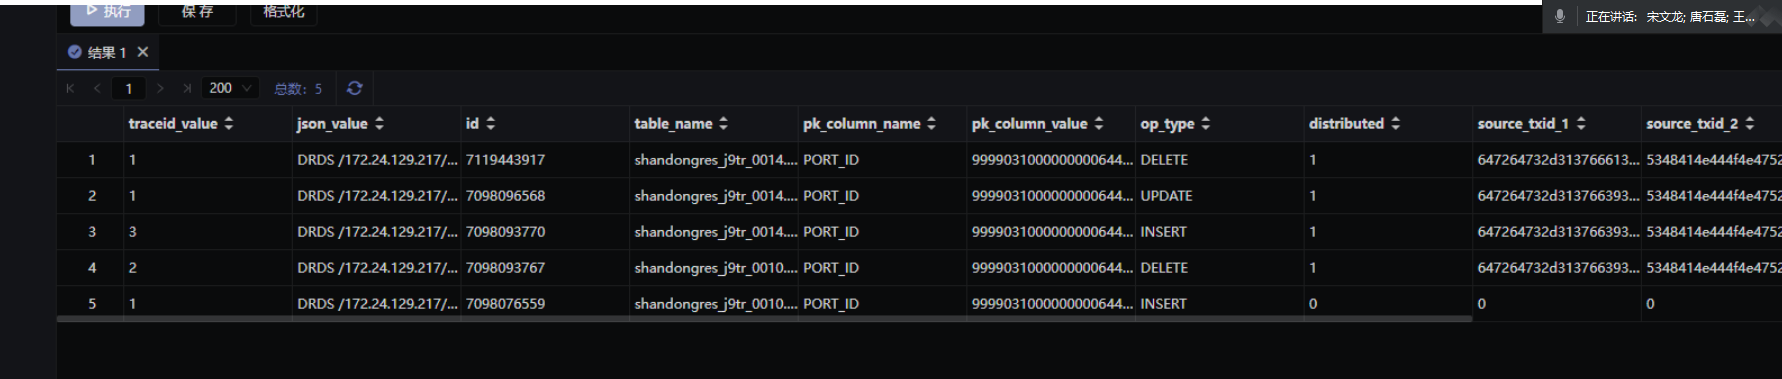 执行 保存 格式化
正在讲话: 宋文龙; 唐石磊; 王...
结果 1
1 200 总数: 5
traceid_value json_value id table_name pk_column_name pk_column_value op_type distributed source_txid_1 source_txid_2
1 1 DRDS /172.24.129.217/... 7119443917 shandongres_j9tr_0014.... PORT_ID 9999031000000000644... DELETE 1 647264732d313766613... 5348414e444f4e4752
2 1 DRDS /172.24.129.217/... 7098096568 shandongres_j9tr_0014.... PORT_ID 9999031000000000644... UPDATE 1 647264732d313766393... 5348414e444f4e4752
3 3 DRDS /172.24.129.217/... 7098093770 shandongres_j9tr_0014.... PORT_ID 9999031000000000644... INSERT 1 647264732d313766393... 5348414e444f4e4752
4 2 DRDS /172.24.129.217/... 7098093767 shandongres_j9tr_0010.... PORT_ID 9999031000000000644... DELETE 1 647264732d313766393... 5348414e444f4e4752
5 1 DRDS /172.24.129.217/... 7098076559 shandongres_j9tr_0010.... PORT_ID 9999031000000000644... INSERT 0 0 0